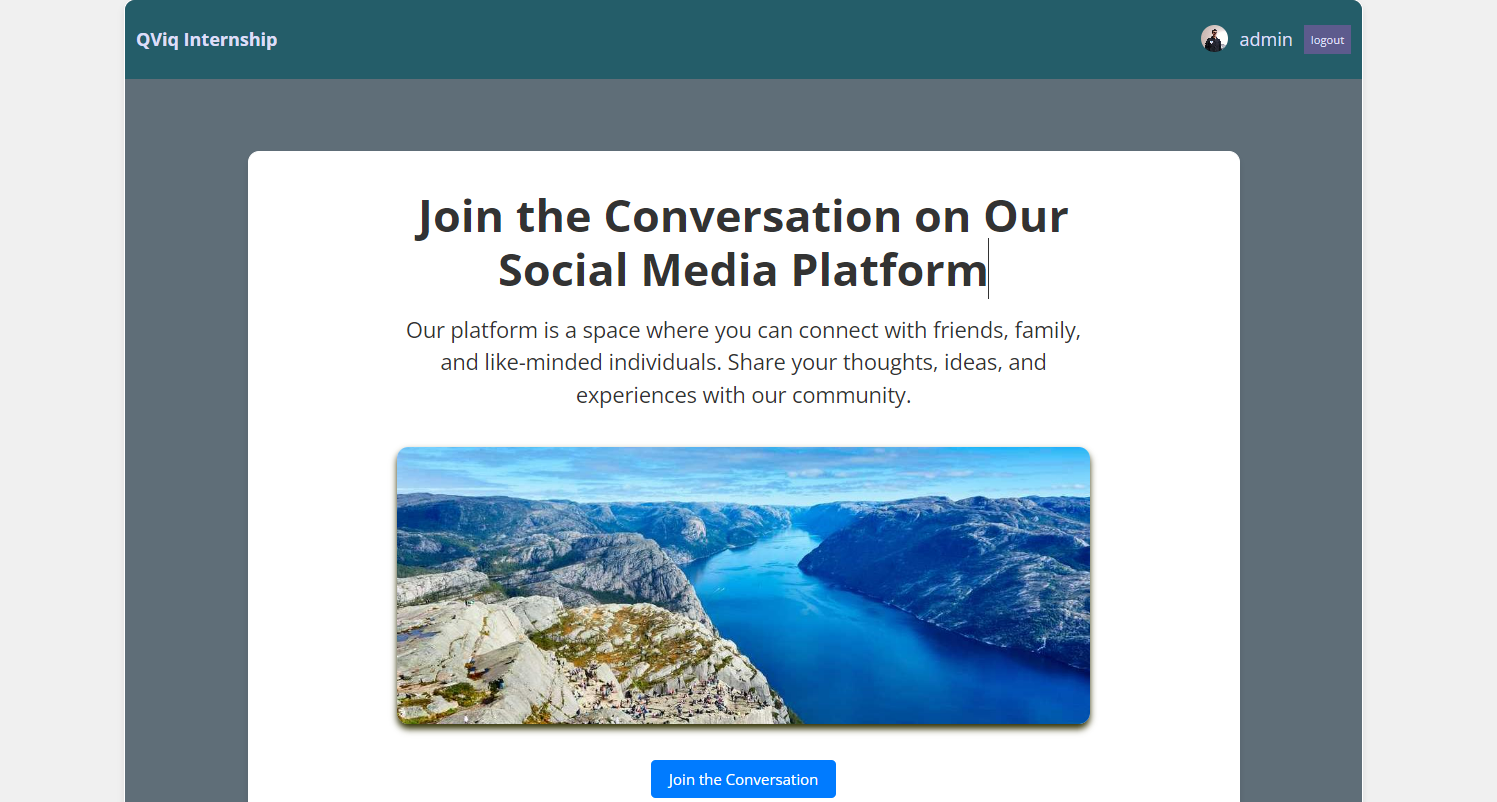 QViq Internship
admin
logout
Join the Conversation on Our
Social Media Platform
Our platform is a space where you can connect with friends, family,
and like-minded individuals. Share your thoughts, ideas, and
experiences with our community.
Join the Conversation